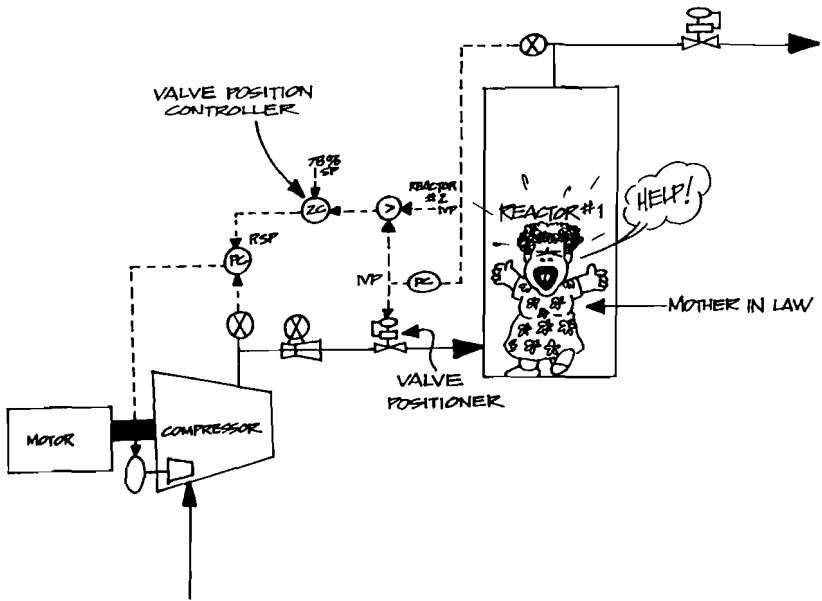 VALVE POSITION
CONTROLLER
78%
SP
ZC
>
REACTOR
#2
IVP
REACTOR #1
HELP!
RSP
PC
IVP
PC
MOTHER IN LAW
VALVE
POSITIONER
MOTOR
COMPRESSOR